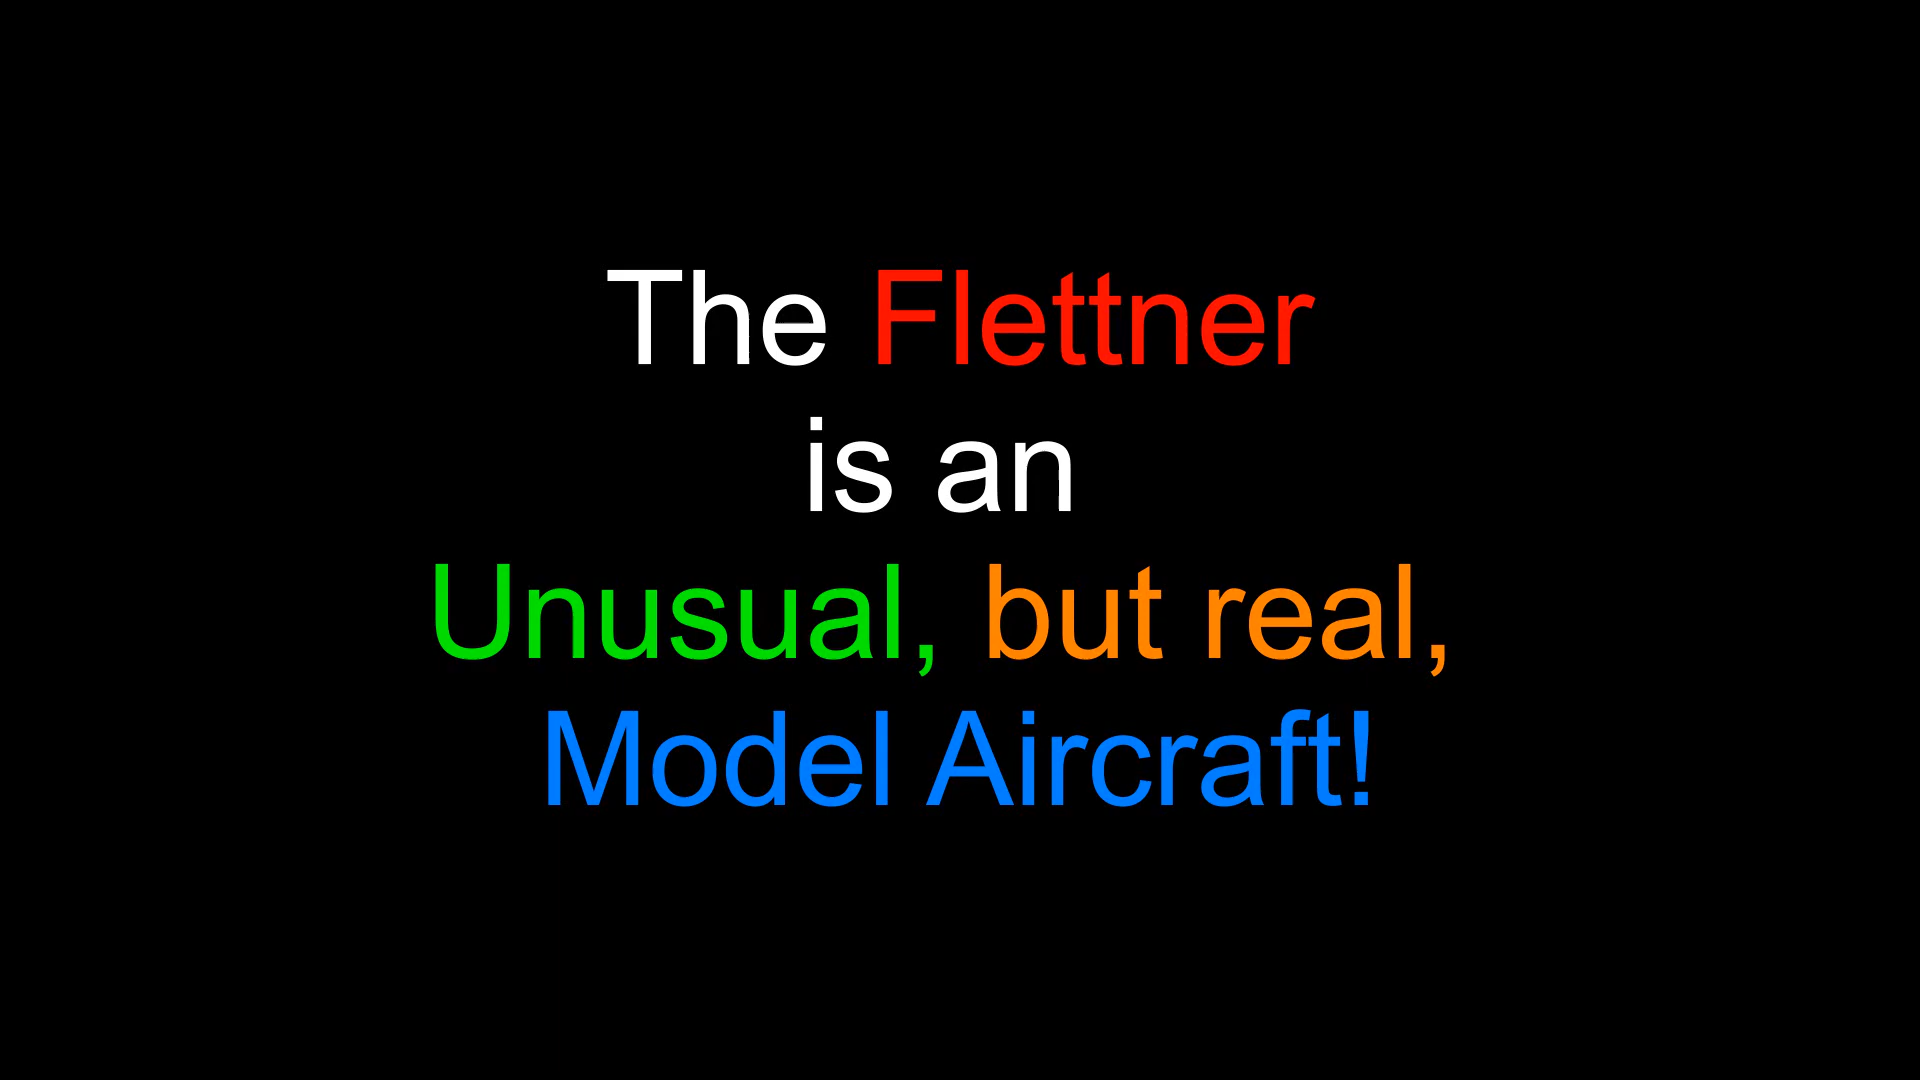 The Flettner
is an
Unusual, but real,
Model Aircraft!